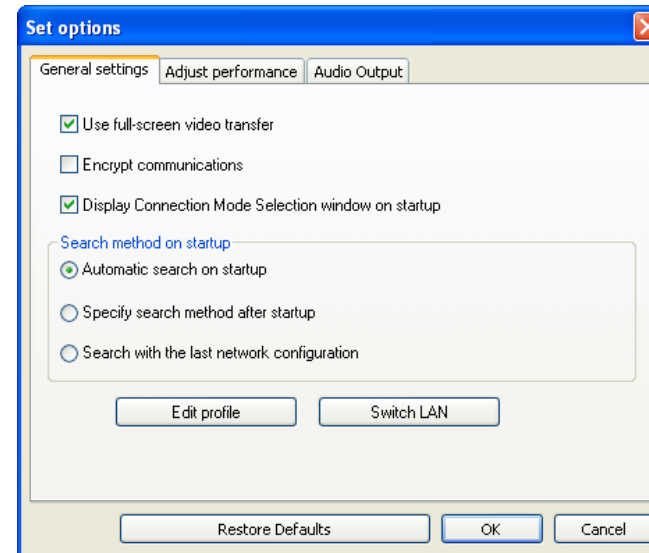 Set options
General settings Adjust performance Audio Output
Use full-screen video transfer
Encrypt communications
Display Connection Mode Selection window on startup
Search method on startup
Automatic search on startup
Specify search method after startup
Search with the last network configuration
Edit profile Switch LAN
Restore Defaults OK Cancel